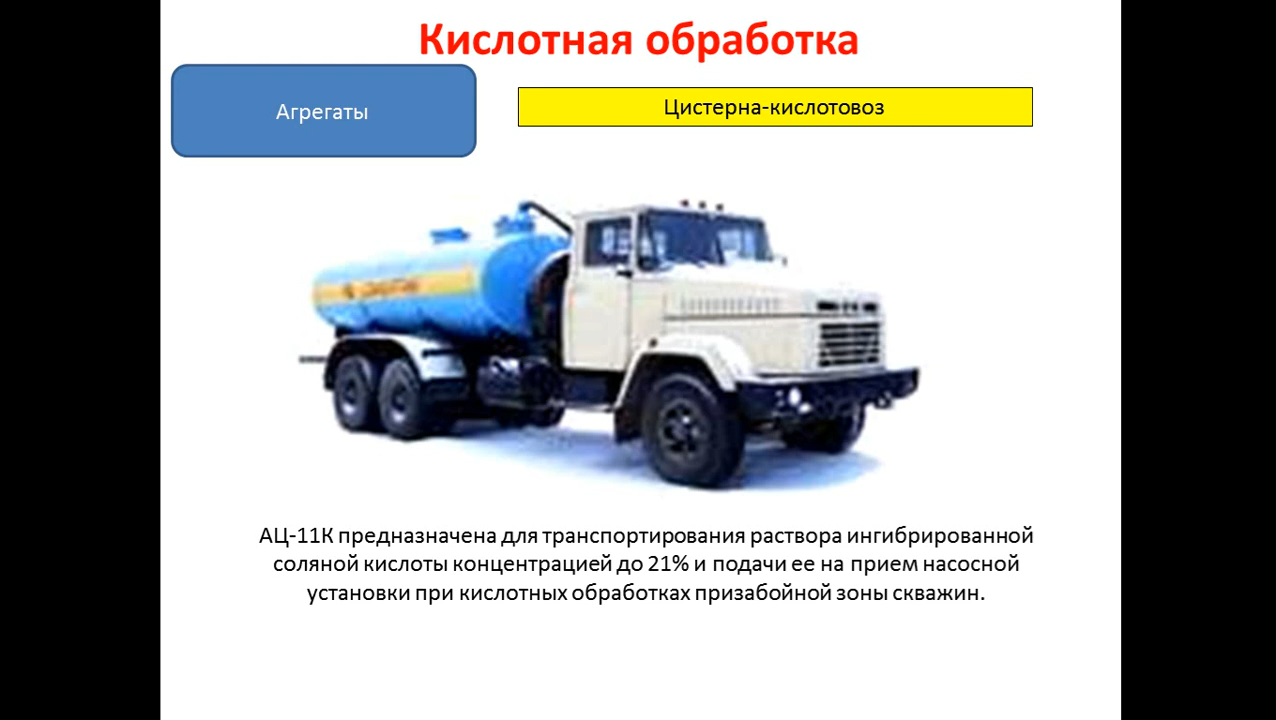 Кислотная обработка
Агрегаты
Цистерна-кислотовоз
АЦ-11К предназначена для транспортирования раствора ингибрированной
соляной кислоты концентрацией до 21% и подачи ее на прием насосной
установки при кислотных обработках призабойной зоны скважин.